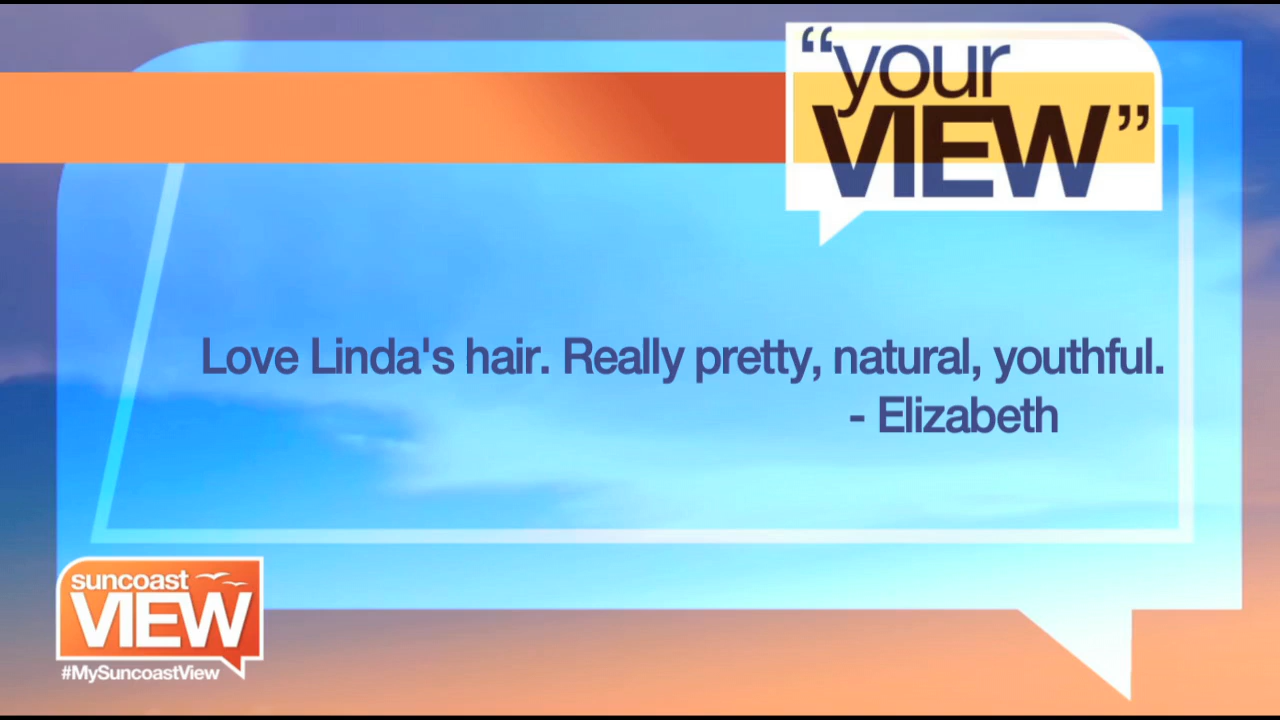 “your
VIEW”
Love Linda's hair. Really pretty, natural, youthful.
- Elizabeth
suncoast
VIEW
#MySuncoastView